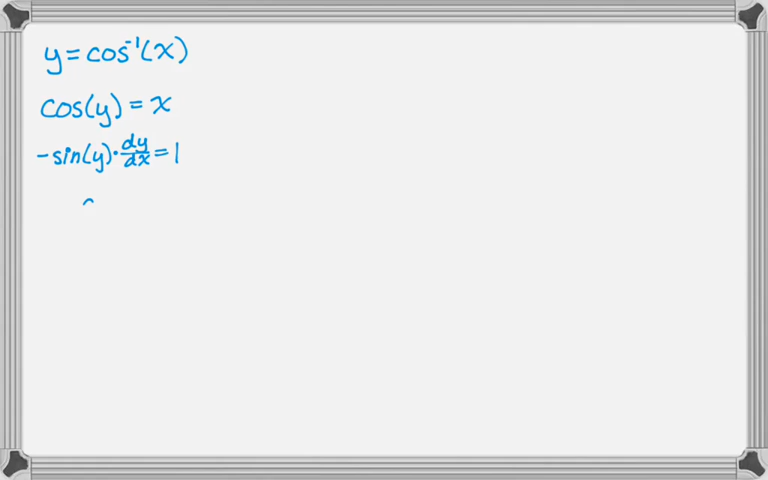 y = cos⁻¹(x)
cos(y) = x
-sin(y)·dy/dx = 1